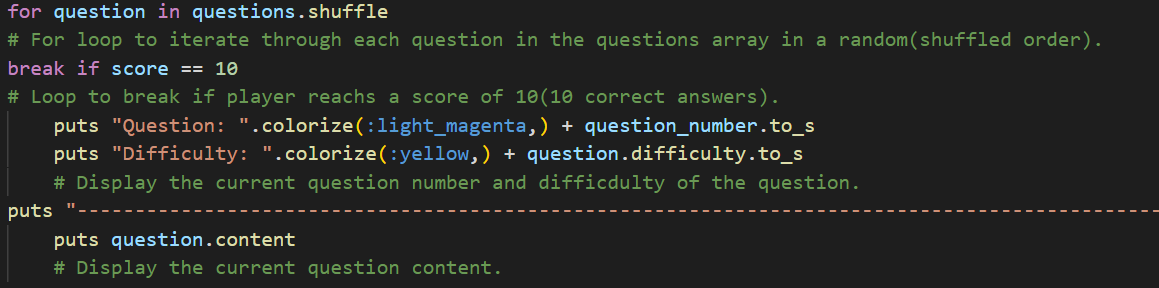 for question in questions.shuffle
# For loop to iterate through each question in the questions array in a random(shuffled order).
break if score == 10
# Loop to break if player reachs a score of 10(10 correct answers).
puts "Question: ".colorize(:light_magenta,) + question_number.to_s
puts "Difficulty: ".colorize(:yellow,) + question.difficulty.to_s
# Display the current question number and difficdulty of the question.
puts "----------------------------------------------------------------------------------------------
puts question.content
# Display the current question content.